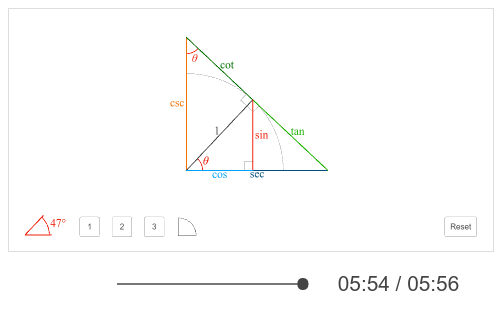 θ
cot
csc
1
sin
tan
θ
cos
sec
47°
1
2
3
Reset
05:54 / 05:56